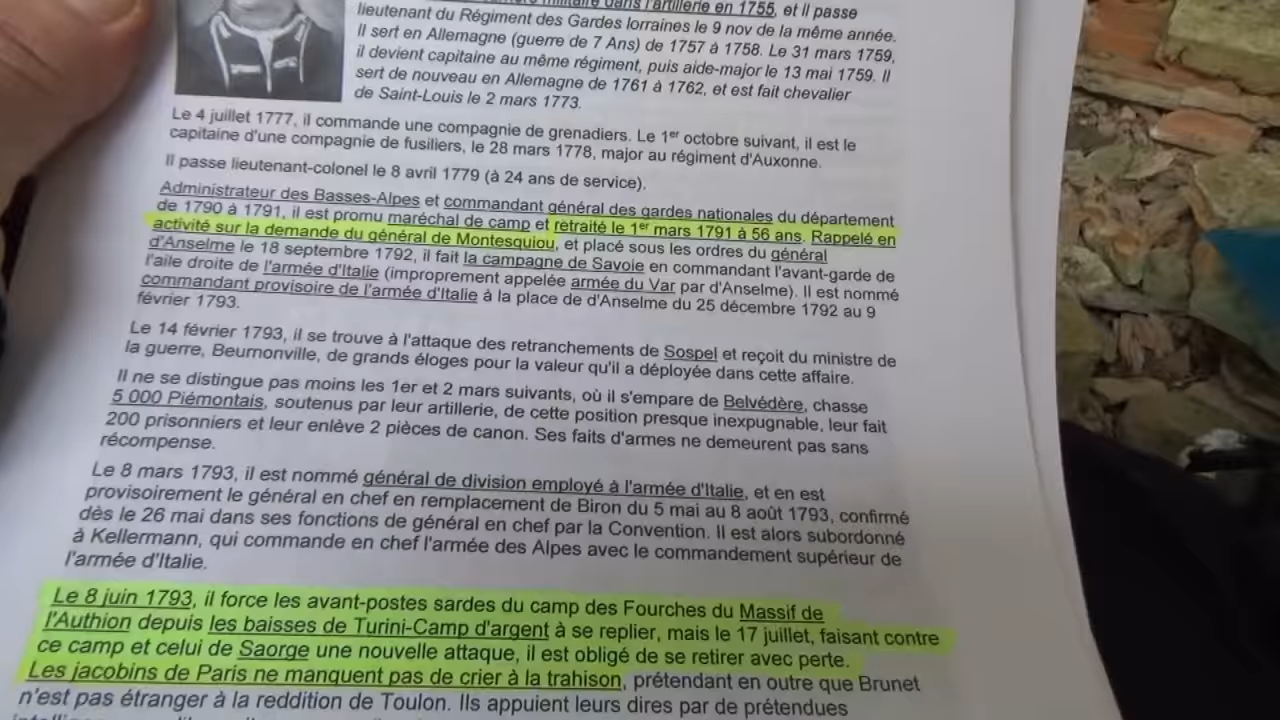 militaire dans l'artillerie en 1755, et il passe
lieutenant du Régiment des Gardes lorraines le 9 nov de la même année.
Il sert en Allemagne (guerre de 7 Ans) de 1757 à 1758. Le 31 mars 1759,
il devient capitaine au même régiment, puis aide-major le 13 mai 1759. Il
sert de nouveau en Allemagne de 1761 à 1762, et est fait chevalier
de Saint-Louis le 2 mars 1773.
Le 4 juillet 1777, il commande une compagnie de grenadiers. Le 1er octobre suivant, il est le
capitaine d'une compagnie de fusiliers, le 28 mars 1778, major au régiment d'Auxonne.
Il passe lieutenant-colonel le 8 avril 1779 (à 24 ans de service).
Administrateur des Basses-Alpes et commandant général des gardes nationales du département
de 1790 à 1791, il est promu maréchal de camp et retraité le 1er mars 1791 à 56 ans. Rappelé en
activité sur la demande du général de Montesquiou, et placé sous les ordres du général
d'Anselme le 18 septembre 1792, il fait la campagne de Savoie en commandant l'avant-garde de
l'aile droite de l'armée d'Italie (improprement appelée armée du Var par d'Anselme). Il est nommé
commandant provisoire de l'armée d'Italie à la place de d'Anselme du 25 décembre 1792 au 9
février 1793.
Le 14 février 1793, il se trouve à l'attaque des retranchements de Sospel et reçoit du ministre de
la guerre, Beurnonville, de grands éloges pour la valeur qu'il a déployée dans cette affaire.
Il ne se distingue pas moins les 1er et 2 mars suivants, où il s'empare de Belvédère, chasse
5 000 Piémontais, soutenus par leur artillerie, de cette position presque inexpugnable, leur fait
200 prisonniers et leur enlève 2 pièces de canon. Ses faits d'armes ne demeurent pas sans
récompense.
Le 8 mars 1793, il est nommé général de division employé à l'armée d'Italie, et en est
provisoirement le général en chef en remplacement de Biron du 5 mai au 8 août 1793, confirmé
dès le 26 mai dans ses fonctions de général en chef par la Convention. Il est alors subordonné
à Kellermann, qui commande en chef l'armée des Alpes avec le commandement supérieur de
l'armée d'Italie.
Le 8 juin 1793, il force les avant-postes sardes du camp des Fourches du Massif de
l'Authion depuis les baisses de Turini-Camp d'argent à se replier, mais le 17 juillet, faisant contre
ce camp et celui de Saorge une nouvelle attaque, il est obligé de se retirer avec perte.
Les jacobins de Paris ne manquent pas de crier à la trahison, prétendant en outre que Brunet
n'est pas étranger à la reddition de Toulon. Ils appuient leurs dires par de prétendues